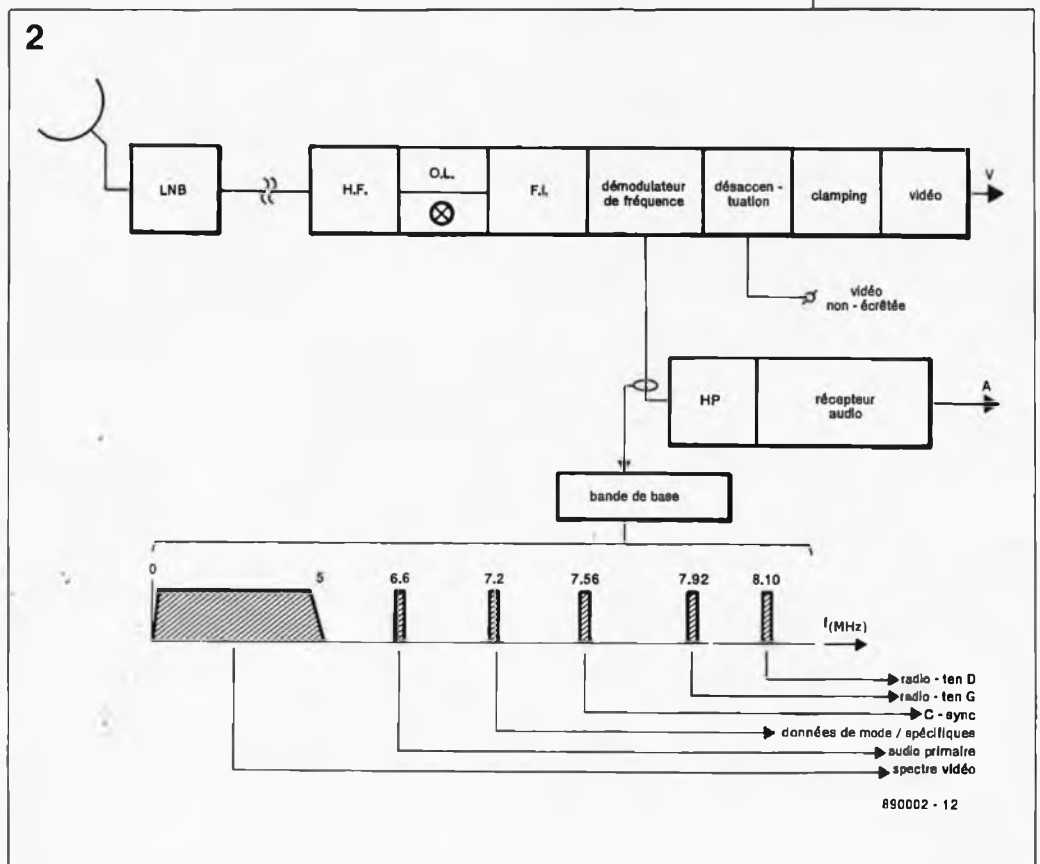 2
LNB
H.F.
O.L.
F.I.
démodulateur
de fréquence
désaccen -
tuation
clamping
vidéo
V
vidéo
non - écrêtée
HP
récepteur
audio
A
bande de base
0
5
6.6
7.2
7.56
7.92
8.10
f(MHz)
radio - ten D
radio - ten G
C - sync
données de mode / spécifiques
audio primaire
spectre vidéo
890002 - 12